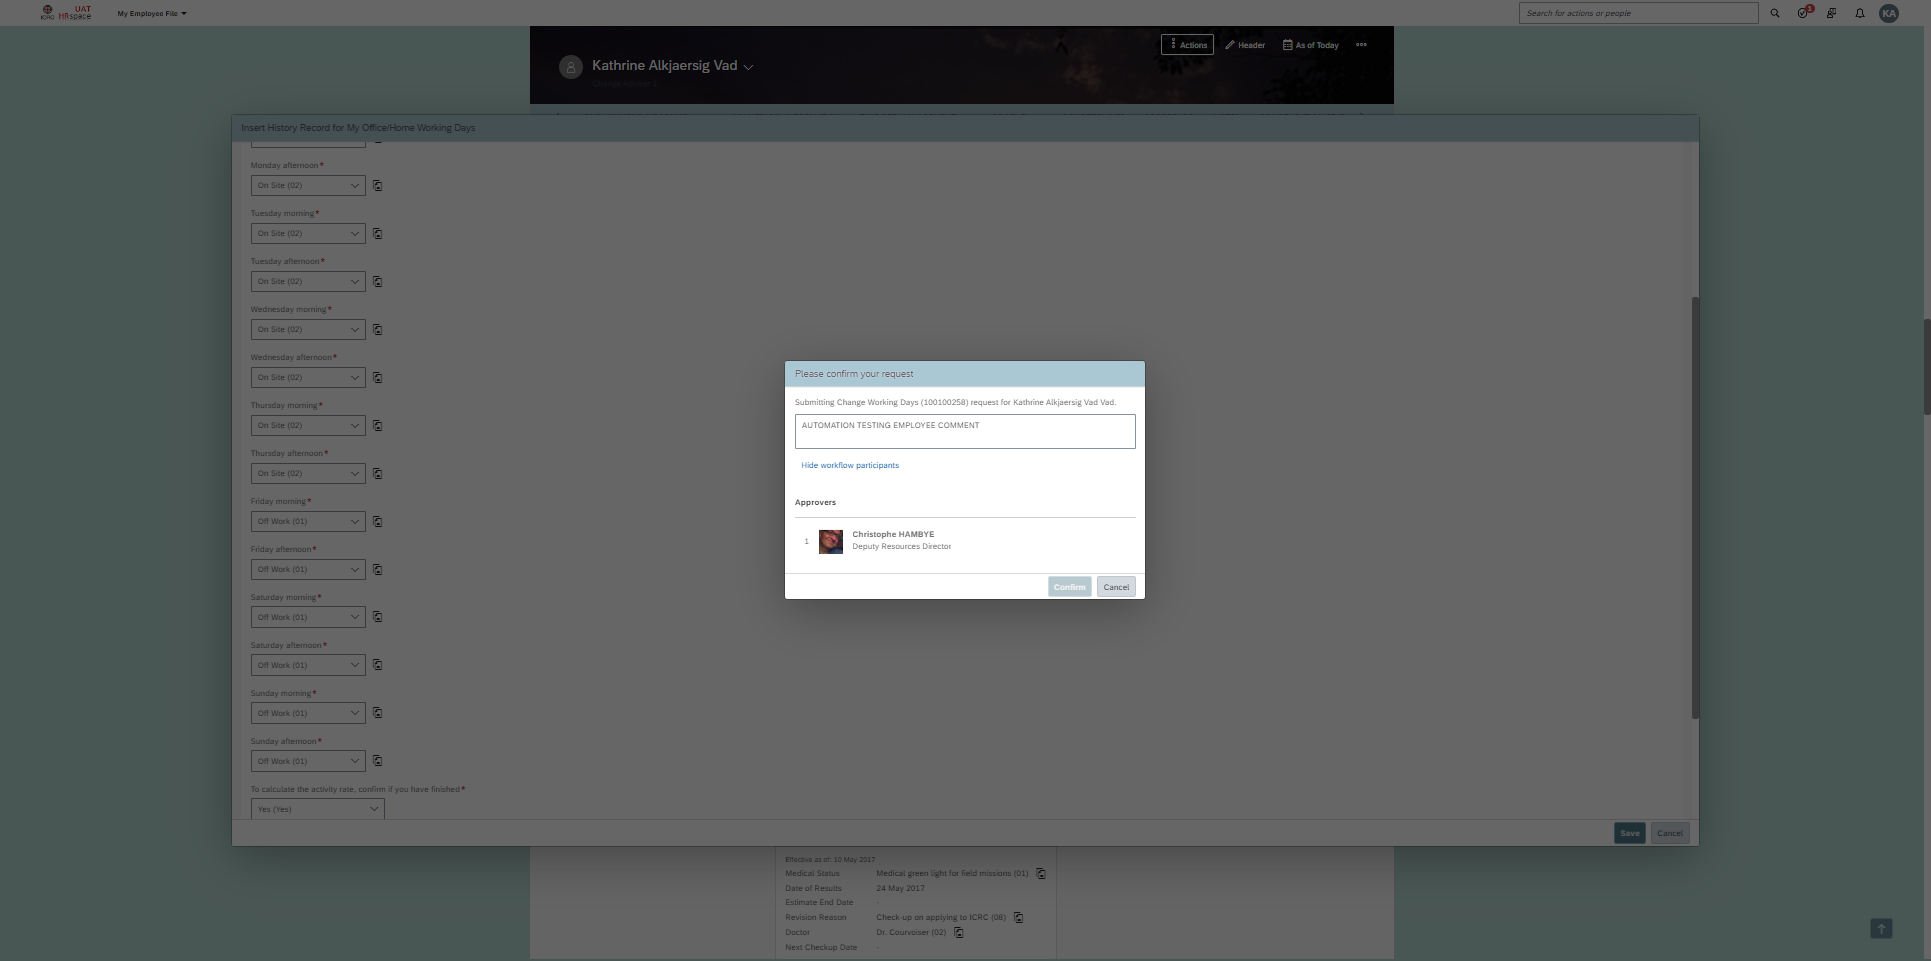 UAT
ICRC HRspace
My Employee File
Search for actions or people
1
KA
Actions
Header
As of Today
Kathrine Alkjaersig Vad
Insert History Record for My Office/Home Working Days
Monday afternoon*
On Site (02)
Tuesday morning*
On Site (02)
Tuesday afternoon*
On Site (02)
Wednesday morning*
On Site (02)
Wednesday afternoon*
On Site (02)
Thursday morning*
On Site (02)
Thursday afternoon*
On Site (02)
Friday morning*
Off Work (01)
Friday afternoon*
Off Work (01)
Saturday morning*
Off Work (01)
Saturday afternoon*
Off Work (01)
Sunday morning*
Off Work (01)
Sunday afternoon*
Off Work (01)
To calculate the activity rate, confirm if you have finished*
Yes (Yes)
Save
Cancel
Please confirm your request
Submitting Change Working Days (100100258) request for Kathrine Alkjaersig Vad Vad.
AUTOMATION TESTING EMPLOYEE COMMENT
Hide workflow participants
Approvers
1
Christophe HAMBYE
Deputy Resources Director
Confirm
Cancel
Effective as of: 10 May 2017
Medical Status Medical green light for field missions (01)
Date of Results 24 May 2017
Estimate End Date -
Revision Reason Check-up on applying to ICRC (08)
Doctor Dr. Courvoiser (02)
Next Checkup Date -